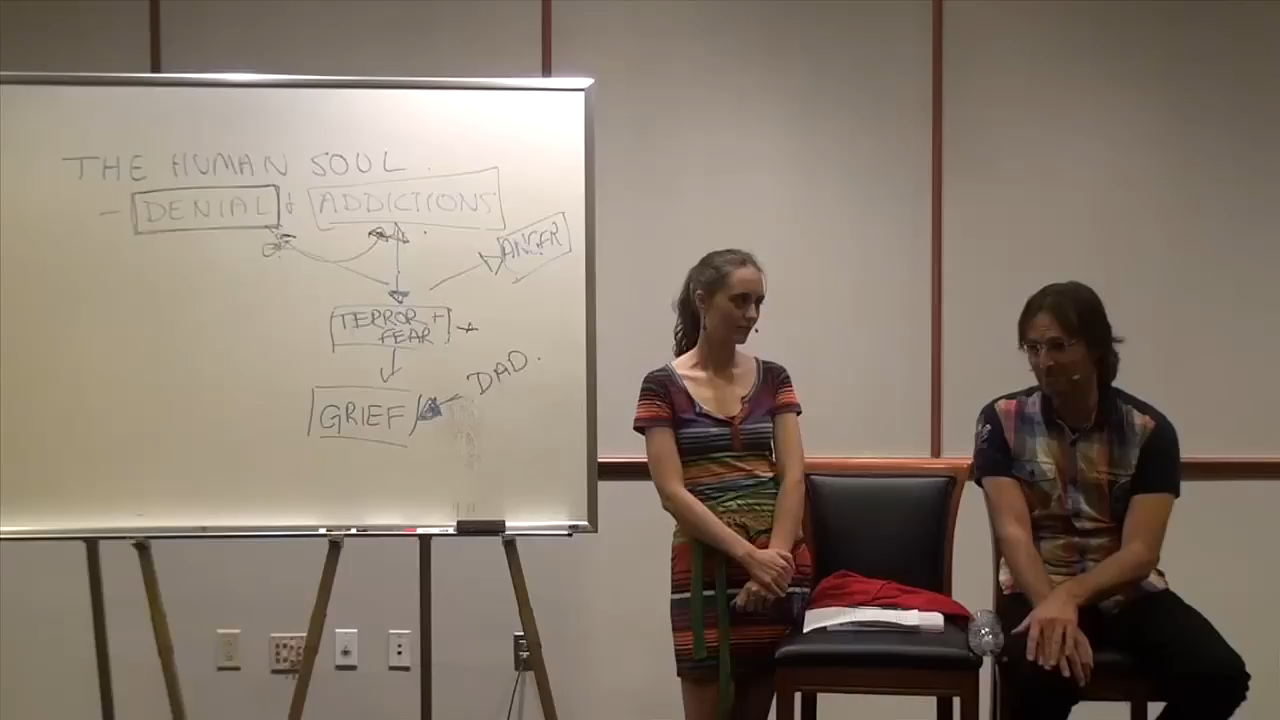 THE HUMAN SOUL.
- DENIAL & ADDICTIONS
ANGER
TERROR +
FEAR
DAD.
GRIEF